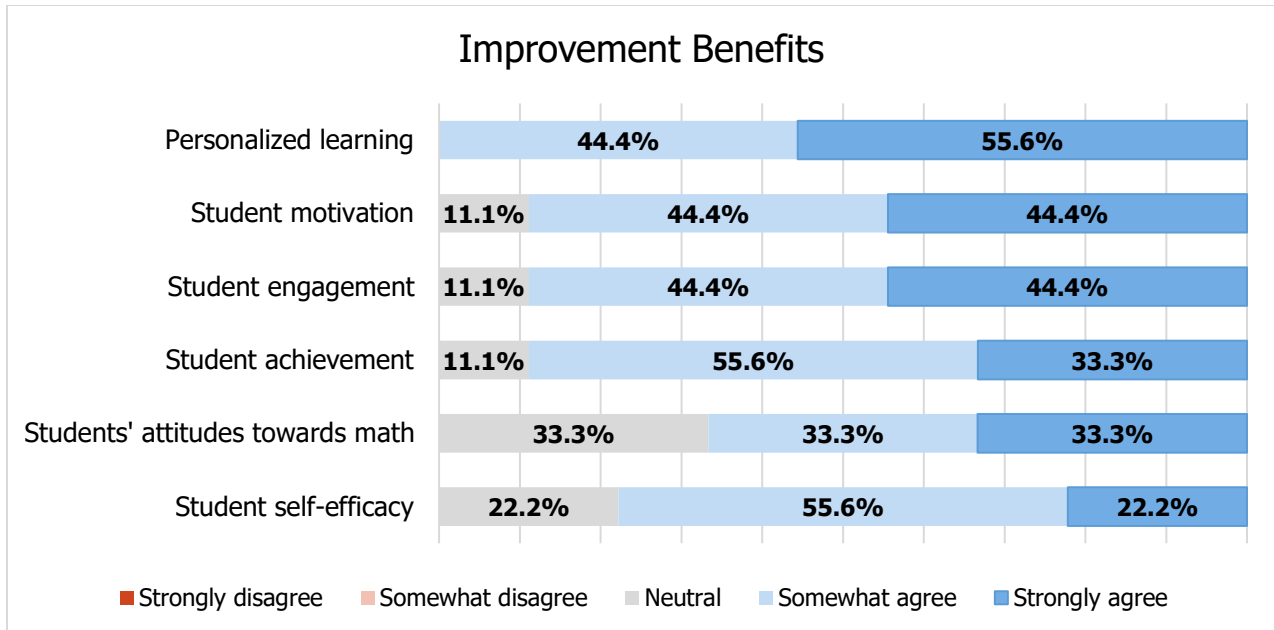 Improvement Benefits
Personalized learning 44.4% 55.6%
Student motivation 11.1% 44.4% 44.4%
Student engagement 11.1% 44.4% 44.4%
Student achievement 11.1% 55.6% 33.3%
Students' attitudes towards math 33.3% 33.3% 33.3%
Student self-efficacy 22.2% 55.6% 22.2%
Strongly disagree Somewhat disagree Neutral Somewhat agree Strongly agree